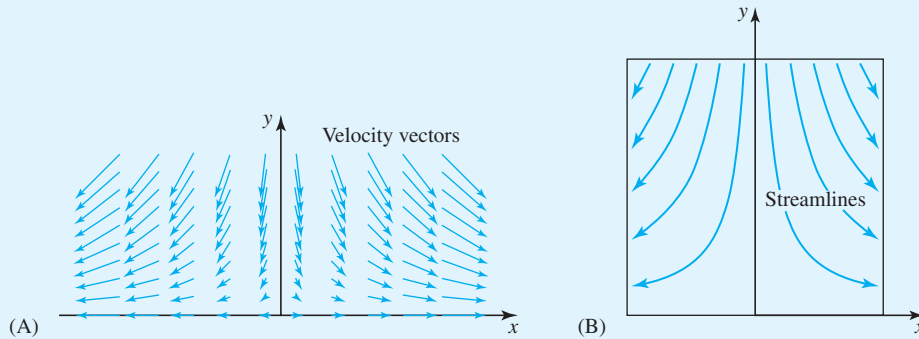 y
Velocity vectors
x
(A)
y
Streamlines
x
(B)